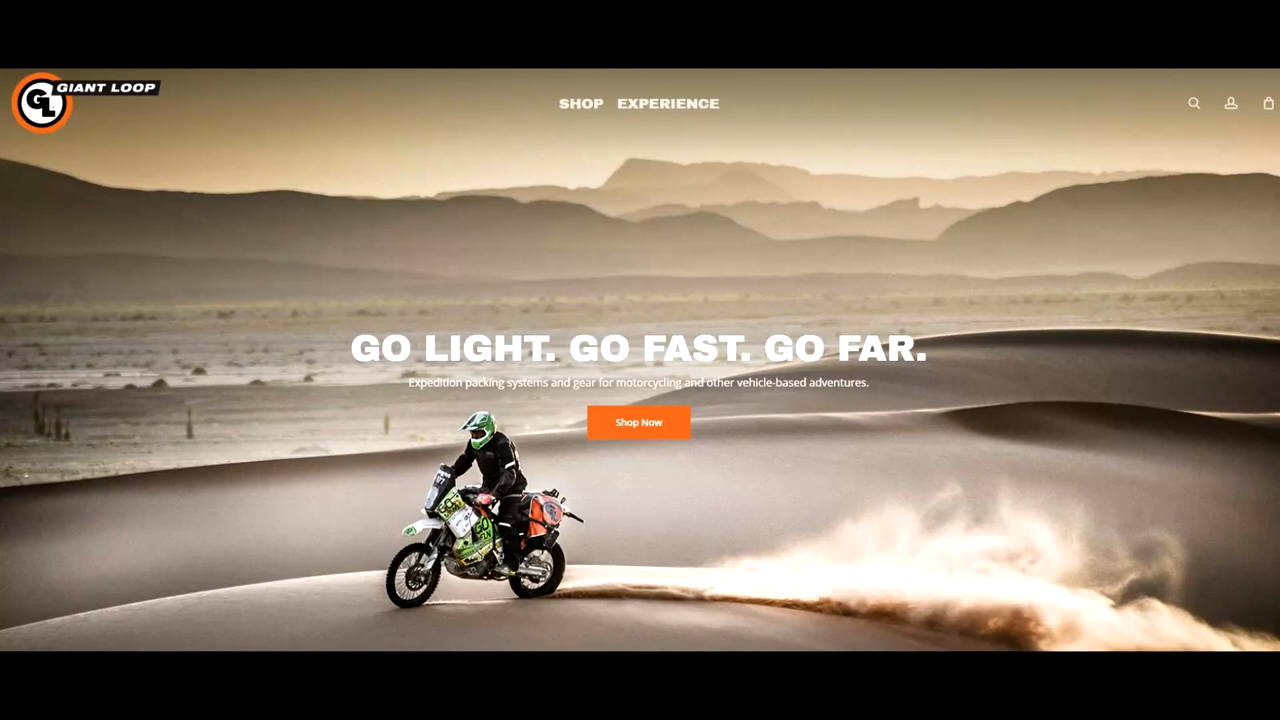 GL GIANT LOOP
SHOP EXPERIENCE
GO LIGHT. GO FAST. GO FAR.
Expedition packing systems and gear for motorcycling and other vehicle-based adventures.
Shop Now